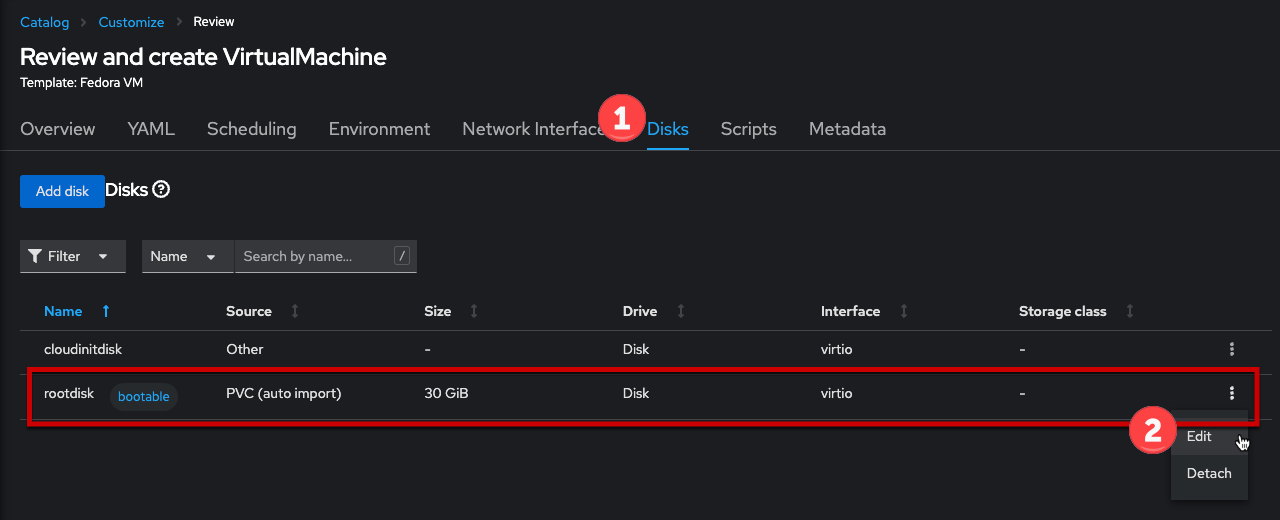 Catalog > Customize > Review
Review and create VirtualMachine
Template: Fedora VM
Overview YAML Scheduling Environment Network Interface 1 Disks Scripts Metadata
Add disk Disks ?
Filter Name Search by name... /
Name Source Size Drive Interface Storage class
cloudinitdisk Other - Disk virtio -
rootdisk bootable PVC (auto import) 30 GiB Disk virtio -
2 Edit
Detach